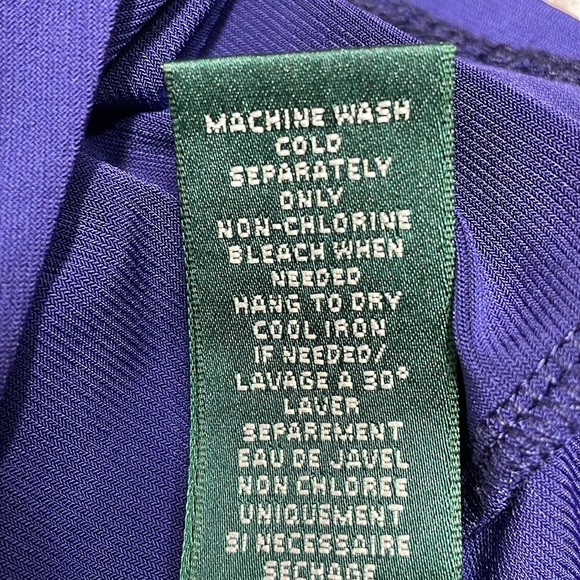 MACHINE WASH
COLD
SEPARATELY
ONLY
NON-CHLORINE
BLEACH WHEN
NEEDED
HANG TO DRY
COOL IRON
IF NEEDED/
LAVAGE A 30°
LAVER
SEPAREMENT
EAU DE JAVEL
NON CHLOREE
UNIQUEMENT
SI NECESSAIRE
SECHAGE